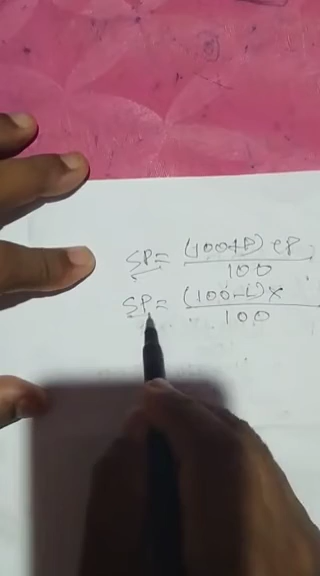 SP = (100+P) CP
100
SP = (100-L) X
100